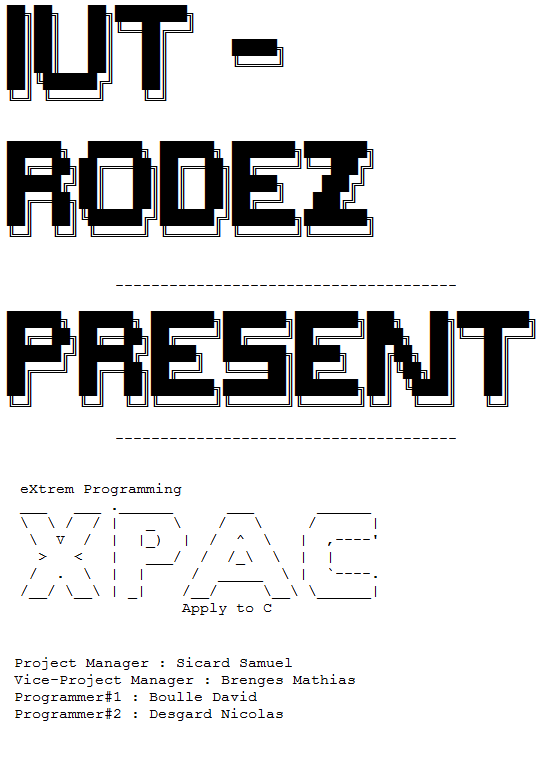 IUT -
RODEZ
--------------------------------------
PRESENT
--------------------------------------
eXtrem Programming
XPAC
Apply to C
Project Manager : Sicard Samuel
Vice-Project Manager : Brenges Mathias
Programmer#1 : Boulle David
Programmer#2 : Desgard Nicolas